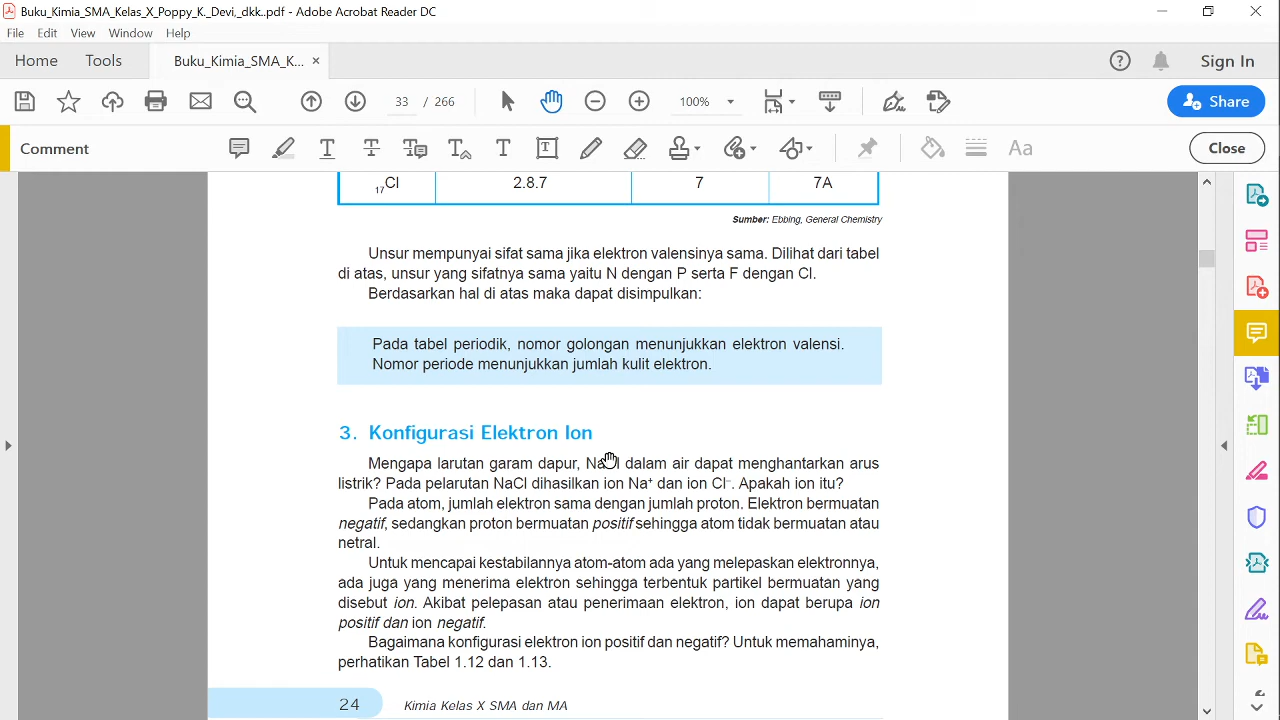 Buku_Kimia_SMA_Kelas_X_Poppy_K_Devi,_dkk..pdf - Adobe Acrobat Reader DC
File Edit View Window Help
Home Tools Buku_Kimia_SMA_K... × Sign In
33 / 266 100% Share
Comment T T T T T Aa Close
17Cl 2.8.7 7 7A
Sumber: Ebbing, General Chemistry
Unsur mempunyai sifat sama jika elektron valensinya sama. Dilihat dari tabel
di atas, unsur yang sifatnya sama yaitu N dengan P serta F dengan Cl.
Berdasarkan hal di atas maka dapat disimpulkan:
Pada tabel periodik, nomor golongan menunjukkan elektron valensi.
Nomor periode menunjukkan jumlah kulit elektron.
3. Konfigurasi Elektron Ion
Mengapa larutan garam dapur, NaCl dalam air dapat menghantarkan arus
listrik? Pada pelarutan NaCl dihasilkan ion Na⁺ dan ion Cl⁻. Apakah ion itu?
Pada atom, jumlah elektron sama dengan jumlah proton. Elektron bermuatan
negatif, sedangkan proton bermuatan positif sehingga atom tidak bermuatan atau
netral.
Untuk mencapai kestabilannya atom-atom ada yang melepaskan elektronnya,
ada juga yang menerima elektron sehingga terbentuk partikel bermuatan yang
disebut ion. Akibat pelepasan atau penerimaan elektron, ion dapat berupa ion
positif dan ion negatif.
Bagaimana konfigurasi elektron ion positif dan negatif? Untuk memahaminya,
perhatikan Tabel 1.12 dan 1.13.
24 Kimia Kelas X SMA dan MA